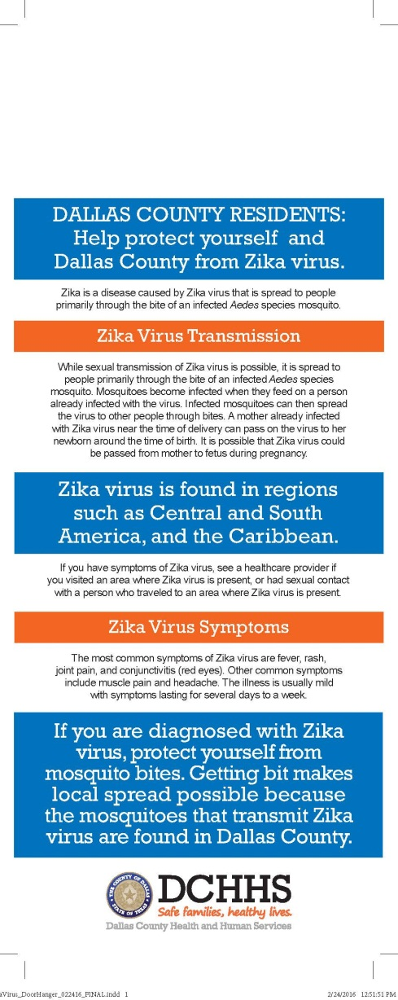 DALLAS COUNTY RESIDENTS:
Help protect yourself and
Dallas County from Zika virus.
Zika is a disease caused by Zika virus that is spread to people
primarily through the bite of an infected Aedes species mosquito.
Zika Virus Transmission
While sexual transmission of Zika virus is possible, it is spread to
people primarily through the bite of an infected Aedes species
mosquito. Mosquitoes become infected when they feed on a person
already infected with the virus. Infected mosquitoes can then spread
the virus to other people through bites. A mother already infected
with Zika virus near the time of delivery can pass on the virus to her
newborn around the time of birth. It is possible that Zika virus could
be passed from mother to fetus during pregnancy.
Zika virus is found in regions
such as Central and South
America, and the Caribbean.
If you have symptoms of Zika virus, see a healthcare provider if
you visited an area where Zika virus is present, or had sexual contact
with a person who traveled to an area where Zika virus is present.
Zika Virus Symptoms
The most common symptoms of Zika virus are fever, rash,
joint pain, and conjunctivitis (red eyes). Other common symptoms
include muscle pain and headache. The illness is usually mild
with symptoms lasting for several days to a week.
If you are diagnosed with Zika
virus, protect yourself from
mosquito bites. Getting bit makes
local spread possible because
the mosquitoes that transmit Zika
virus are found in Dallas County.
THE COUNTY OF DALLAS
STATE OF TEXAS
DCHHS
Safe families, healthy lives.
Dallas County Health and Human Services
aVirus_DoorHanger_022416_FINAL.indd 1
2/24/2016 12:51:51 PM